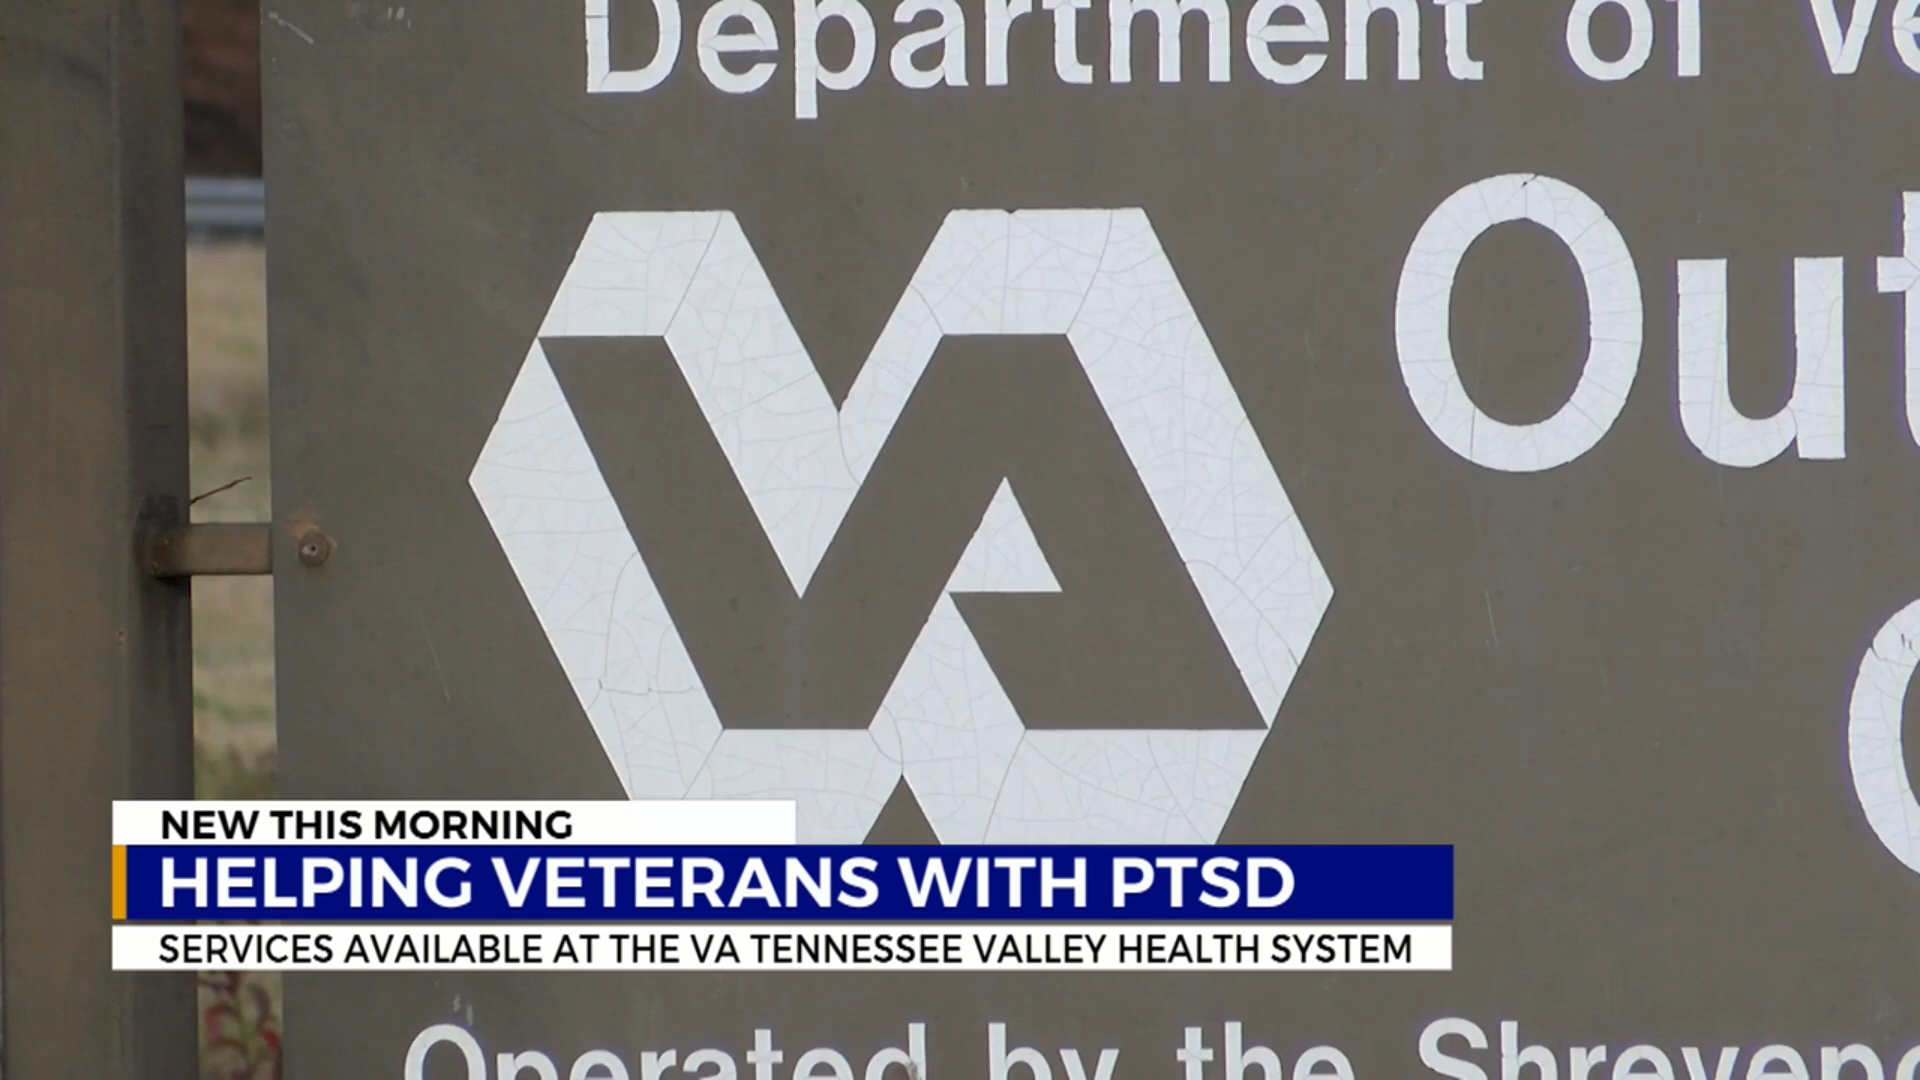 Department of
VA
NEW THIS MORNING
HELPING VETERANS WITH PTSD
SERVICES AVAILABLE AT THE VA TENNESSEE VALLEY HEALTH SYSTEM
Operated by the